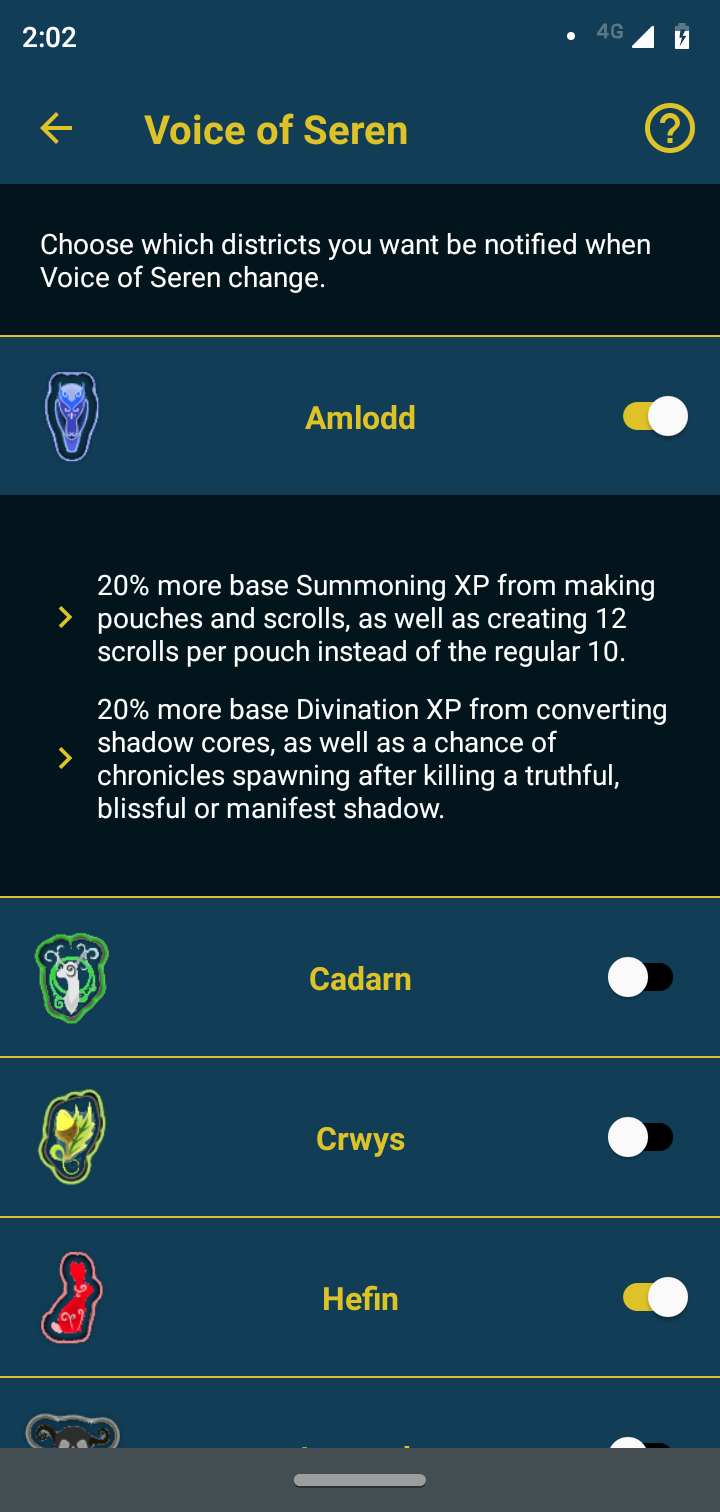 2:02
4G
Voice of Seren
Choose which districts you want be notified when
Voice of Seren change.
Amlodd
20% more base Summoning XP from making
pouches and scrolls, as well as creating 12
scrolls per pouch instead of the regular 10.
20% more base Divination XP from converting
shadow cores, as well as a chance of
chronicles spawning after killing a truthful,
blissful or manifest shadow.
Cadarn
Crwys
Hefin